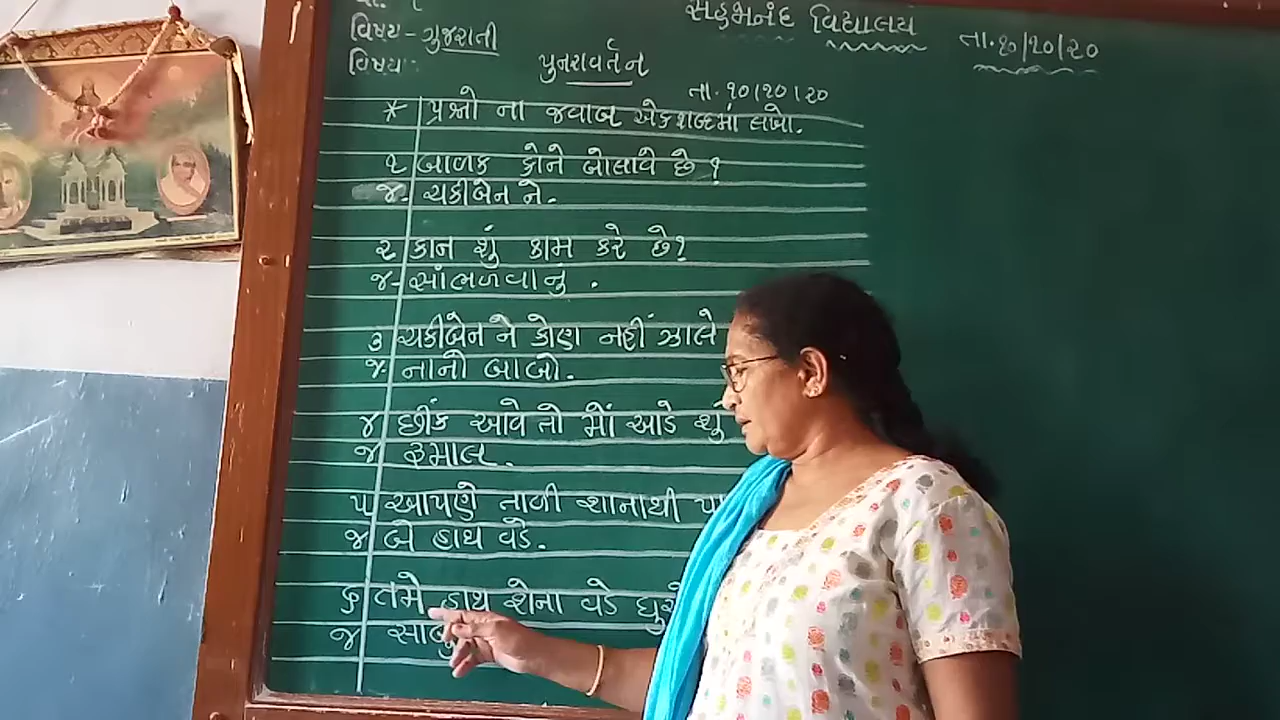 સહજાનંદ વિદ્યાલય
તા. ૧૦/૧૦/૨૦
વિષય - ગુજરાતી
વિષય
પુનરાવર્તન
તા. ૧૦/૧૦/૨૦
* પ્રશ્નો ના જવાબ એક શબ્દમાં લખો.
૧ બાળક કોને બોલાવે છે ?
જ- ચકીબેન ને.
૨ કાન શું કામ કરે છે?
જ- સાંભળવાનું .
૩ ચકીબેન ને કોણ નહીં ઝાલે
જ- નાનો બાબો.
૪ છીંક આવે તો મોં આડે શુ
જ રૂમાલ.
૫ આપણે તાળી શાનાથી
જ બે હાથ વડે.
૬ તમે હાથ શેના વડે
જ